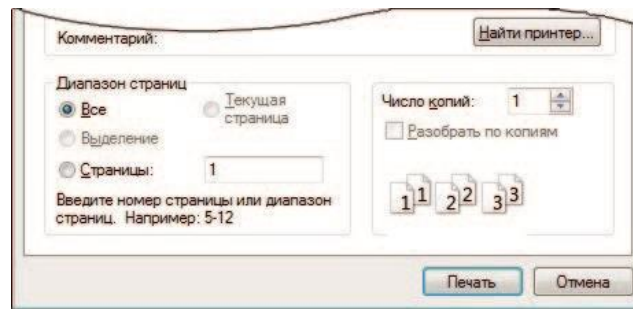 Комментарий:
Найти принтер...
Диапазон страниц
Все
Текущая
страница
Выделение
Страницы: 1
Введите номер страницы или диапазон
страниц. Например: 5-12
Число копий: 1
Разобрать по копиям
1 1 2 2 3 3
Печать
Отмена